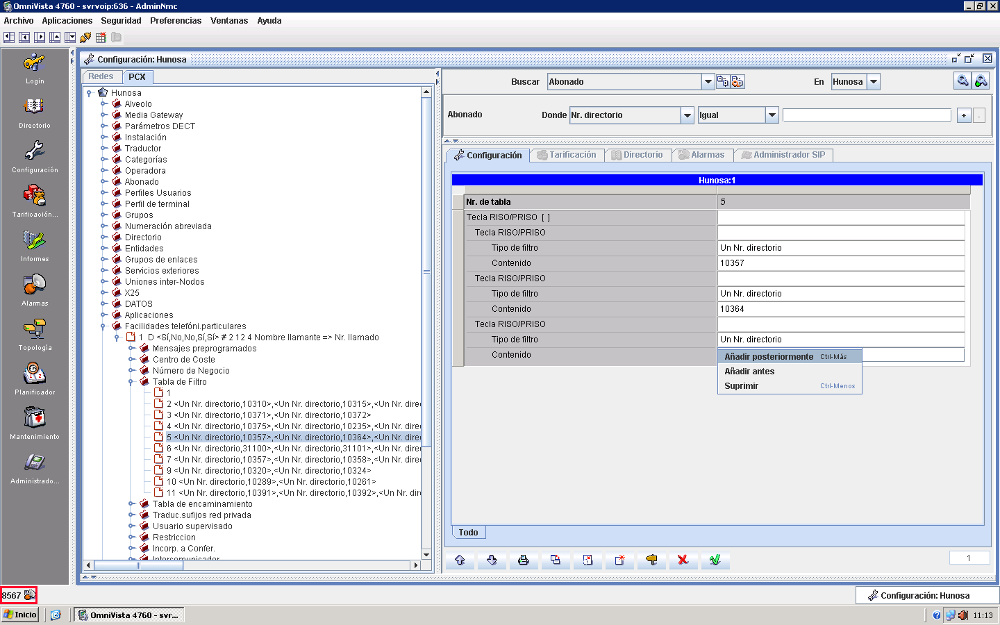 OmniVista 4760 - svrvoip:636 - AdminNmc
Archivo Aplicaciones Seguridad Preferencias Ventanas Ayuda
Login
Directorio
Configuración
Tarificación...
Informes
Alarmas
Topología
Planificador
Mantenimiento
Administrado...
Configuración: Hunosa
Redes PCX
Hunosa
Alveolo
Media Gateway
Parámetros DECT
Instalación
Traductor
Categorías
Operadora
Abonado
Perfiles Usuarios
Perfil de terminal
Grupos
Numeración abreviada
Directorio
Entidades
Grupos de enlaces
Servicios exteriores
Uniones inter-Nodos
X25
DATOS
Aplicaciones
Facilidades telefóni.particulares
1 D <Sí,No,No,Sí,Sí> # 2 12 4 Nombre llamante => Nr. llamado
Mensajes preprogramados
Centro de Coste
Número de Negocio
Tabla de Filtro
1
2 <Un Nr. directorio,10310>,<Un Nr. directorio,10315>,<Un Nr. dire
3 <Un Nr. directorio,10371>,<Un Nr. directorio,10372>
4 <Un Nr. directorio,10375>,<Un Nr. directorio,10235>,<Un Nr. dire
5 <Un Nr. directorio,10357>,<Un Nr. directorio,10364>,<Un Nr. dire
6 <Un Nr. directorio,31100>,<Un Nr. directorio,31101>,<Un Nr. dire
7 <Un Nr. directorio,10357>,<Un Nr. directorio,10358>,<Un Nr. dire
9 <Un Nr. directorio,10320>,<Un Nr. directorio,10324>
10 <Un Nr. directorio,10289>,<Un Nr. directorio,10261>
11 <Un Nr. directorio,10391>,<Un Nr. directorio,10392>,<Un Nr. dir
Tabla de encaminamiento
Traduc.sufijos red privada
Usuario supervisado
Restriccion
Incorp. a Confer.
Intercomunicador
Buscar Abonado En Hunosa
Abonado Donde Nr. directorio Igual + -
Configuración Tarificación Directorio Alarmas Administrador SIP
Hunosa:1
Nr. de tabla 5
Tecla RISO/PRISO [ ]
Tecla RISO/PRISO
Tipo de filtro Un Nr. directorio
Contenido 10357
Tecla RISO/PRISO
Tipo de filtro Un Nr. directorio
Contenido 10364
Tecla RISO/PRISO
Tipo de filtro Un Nr. directorio
Contenido
Añadir posteriormente Ctrl-Más
Añadir antes
Suprimir Ctrl-Menos
Todo
1
8567
Configuración: Hunosa
Inicio OmniVista 4760 - svr... 11:13